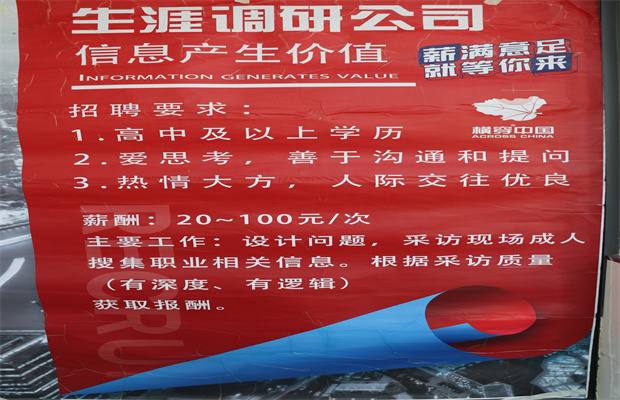 生涯调研公司
信息产生价值
INFORMATION GENERATES VALUE
薪满意足
就等你来
横穿中国
ACROSS CHINA
招聘要求：
1.高中及以上学历
2.爱思考，善于沟通和提问
3.热情大方，人际交往优良
薪酬：20~100元/次
主要工作：设计问题，采访现场成人
搜集职业相关信息。根据采访质量
（有深度、有逻辑）
获取报酬。